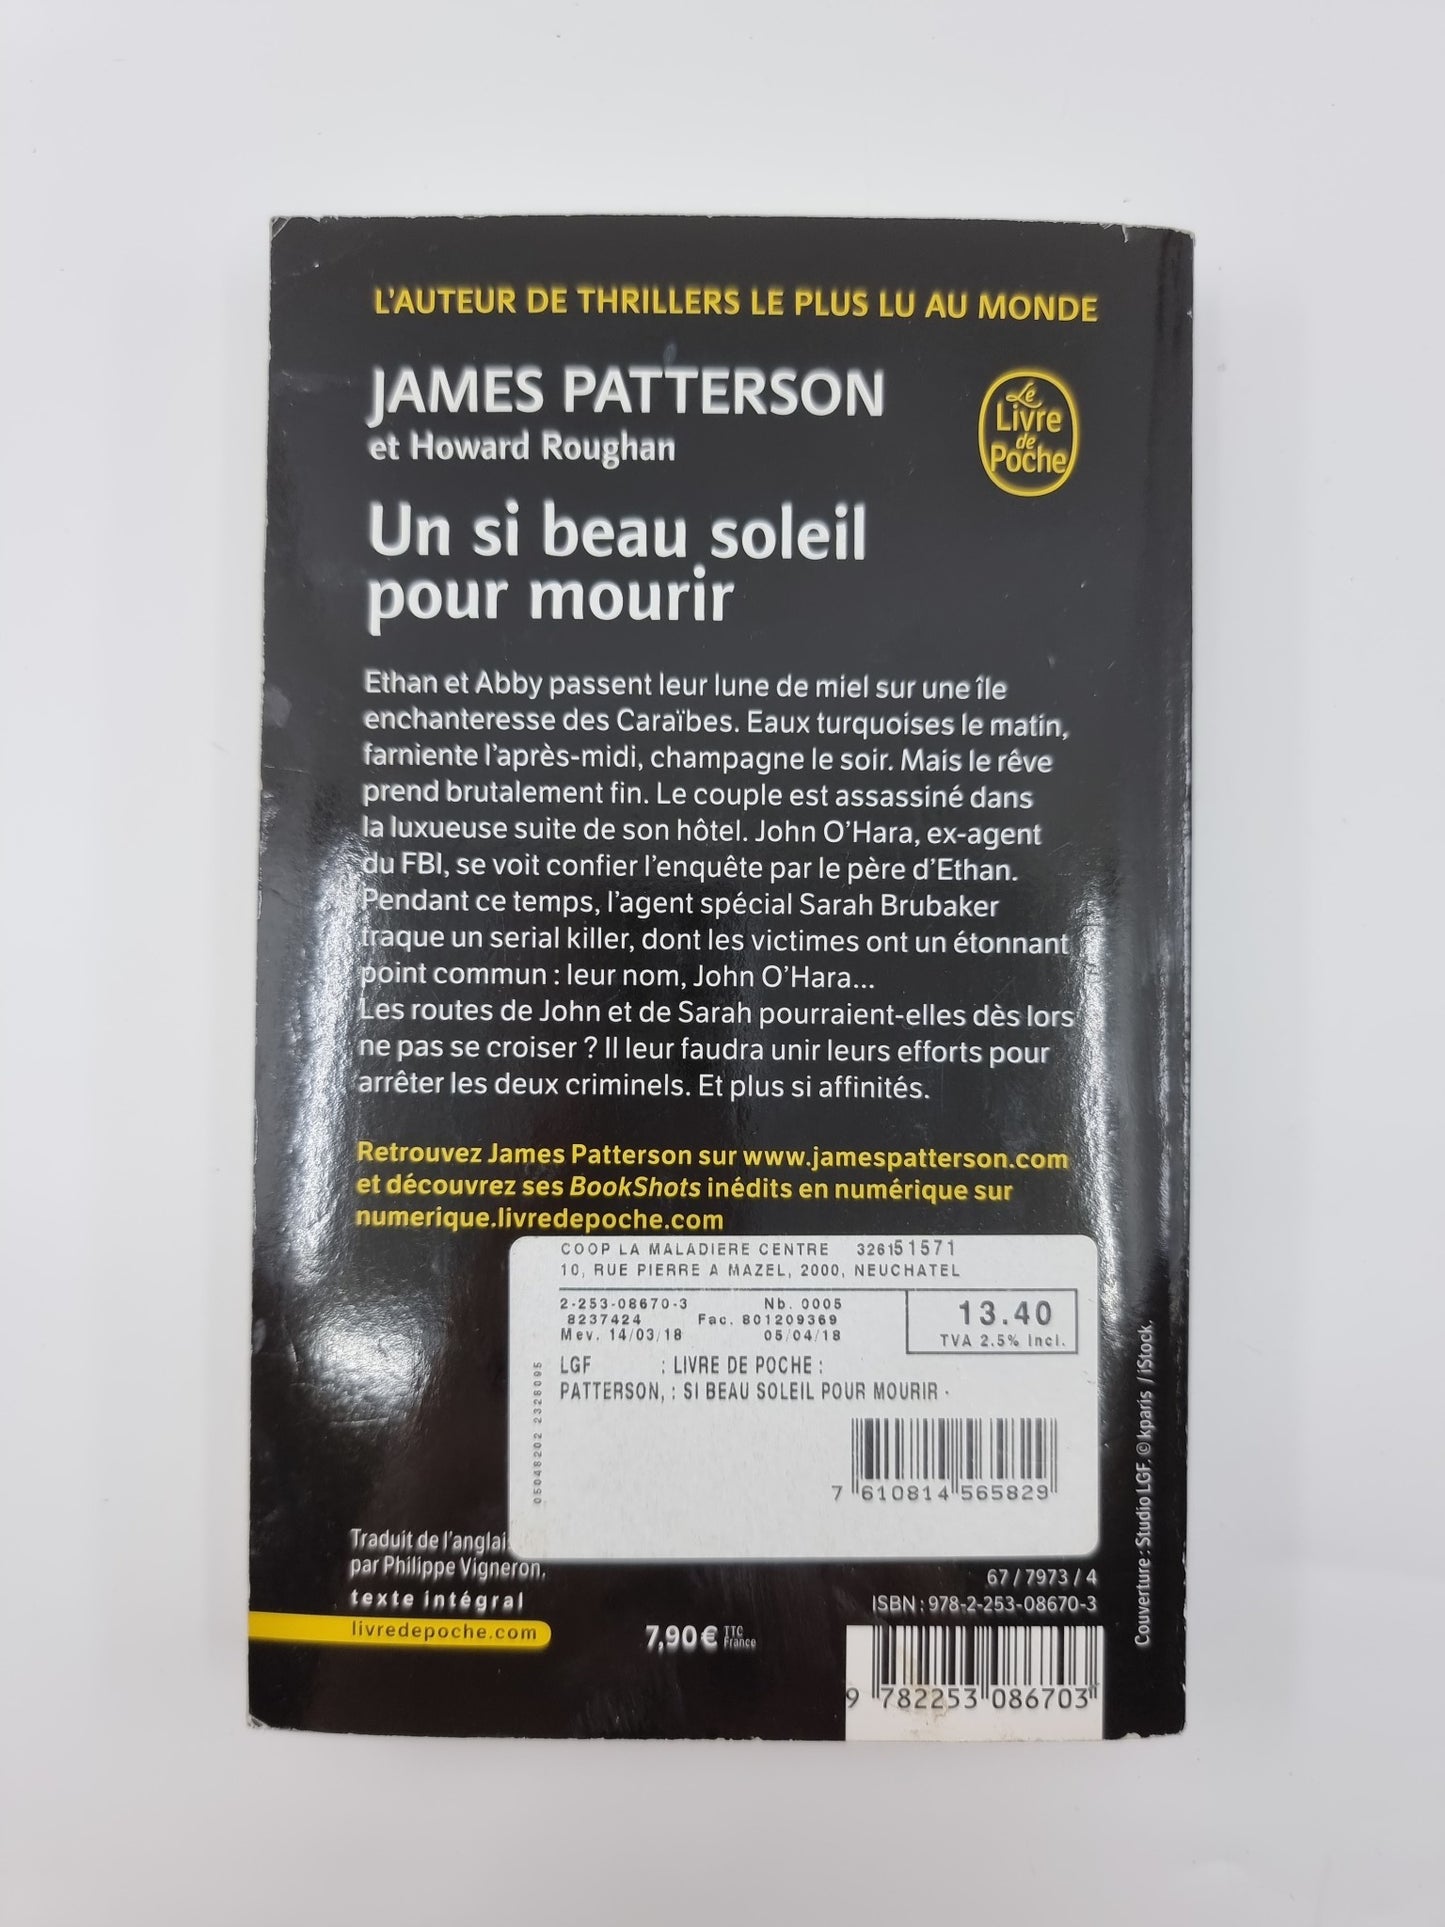 L'AUTEUR DE THRILLERS LE PLUS LU AU MONDE
JAMES PATTERSON
et Howard Roughan
Le
Livre
de
Poche
Un si beau soleil
pour mourir
Ethan et Abby passent leur lune de miel sur une île
enchanteresse des Caraïbes. Eaux turquoises le matin,
farniente l'après-midi, champagne le soir. Mais le rêve
prend brutalement fin. Le couple est assassiné dans
la luxueuse suite de son hôtel. John O'Hara, ex-agent
du FBI, se voit confier l'enquête par le père d'Ethan.
Pendant ce temps, l'agent spécial Sarah Brubaker
traque un serial killer, dont les victimes ont un étonnant
point commun : leur nom, John O'Hara...
Les routes de John et de Sarah pourraient-elles dès lors
ne pas se croiser ? Il leur faudra unir leurs efforts pour
arrêter les deux criminels. Et plus si affinités.
Retrouvez James Patterson sur www.jamespatterson.com
et découvrez ses BookShots inédits en numérique sur
numerique.livredepoche.com
COOP LA MALADIERE CENTRE 326151571
10, RUE PIERRE A MAZEL, 2000, NEUCHATEL
2-253-08670-3 Nb. 0005
8237424 Fac. 801209369
Mev. 14/03/18 05/04/18
13.40
TVA 2.5% Incl.
LGF : LIVRE DE POCHE :
PATTERSON, : SI BEAU SOLEIL POUR MOURIR -
05048202 2328095
7 610814 565829
Traduit de l'anglai
par Philippe Vigneron.
texte intégral
livredepoche.com
7,90 € TTC
France
67 / 7973 / 4
ISBN : 978-2-253-08670-3
9 782253 086703
Couverture : Studio LGF. © kparis / iStock.